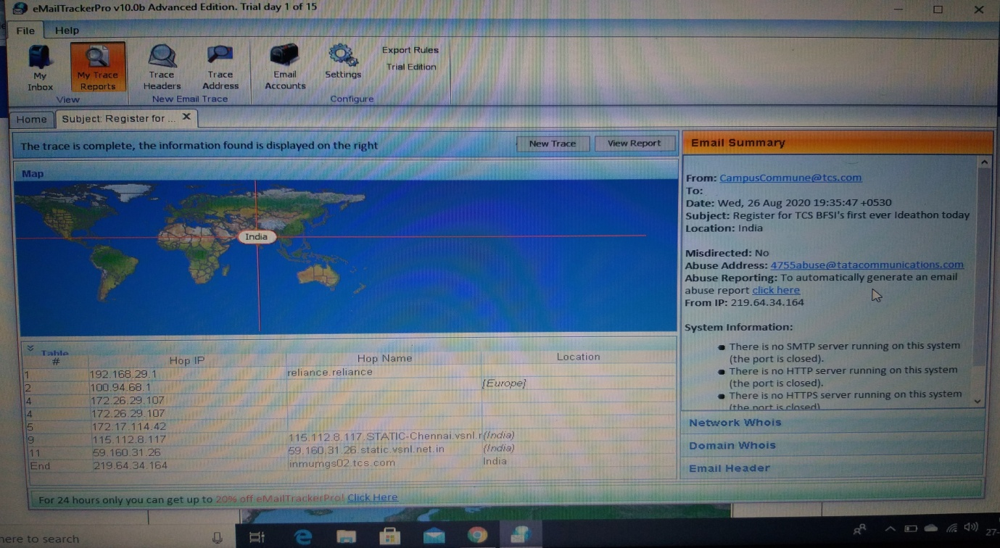 eMailTrackerPro v10.0b Advanced Edition. Trial day 1 of 15
File Help
My Inbox
My Trace Reports
Trace Headers
Trace Address
Email Accounts
Settings
Export Rules
Trial Edition
View
New Email Trace
Configure
Home
Subject: Register for ...
The trace is complete, the information found is displayed on the right
New Trace
View Report
Map
India
Table
# Hop IP Hop Name Location
1 192.168.29.1 reliance.reliance
2 100.94.68.1 [Europe]
4 172.26.29.107
4 172.26.29.107
5 172.17.114.42
9 115.112.8.117 115.112.8.117.STATIC-Chennai.vsnl.r (India)
11 59.160.31.26 59.160.31.26.static.vsnl.net.in (India)
End 219.64.34.164 inmumgs02.tcs.com India
Email Summary
From: CampusCommune@tcs.com
To:
Date: Wed, 26 Aug 2020 19:35:47 +0530
Subject: Register for TCS BFSI's first ever Ideathon today
Location: India
Misdirected: No
Abuse Address: 4755abuse@tatacommunications.com
Abuse Reporting: To automatically generate an email
abuse report click here
From IP: 219.64.34.164
System Information:
There is no SMTP server running on this system
(the port is closed).
There is no HTTP server running on this system
(the port is closed).
There is no HTTPS server running on this system
(the port is closed)
Network Whois
Domain Whois
Email Header
For 24 hours only you can get up to 20% off eMailTrackerPro! Click Here
here to search
27-